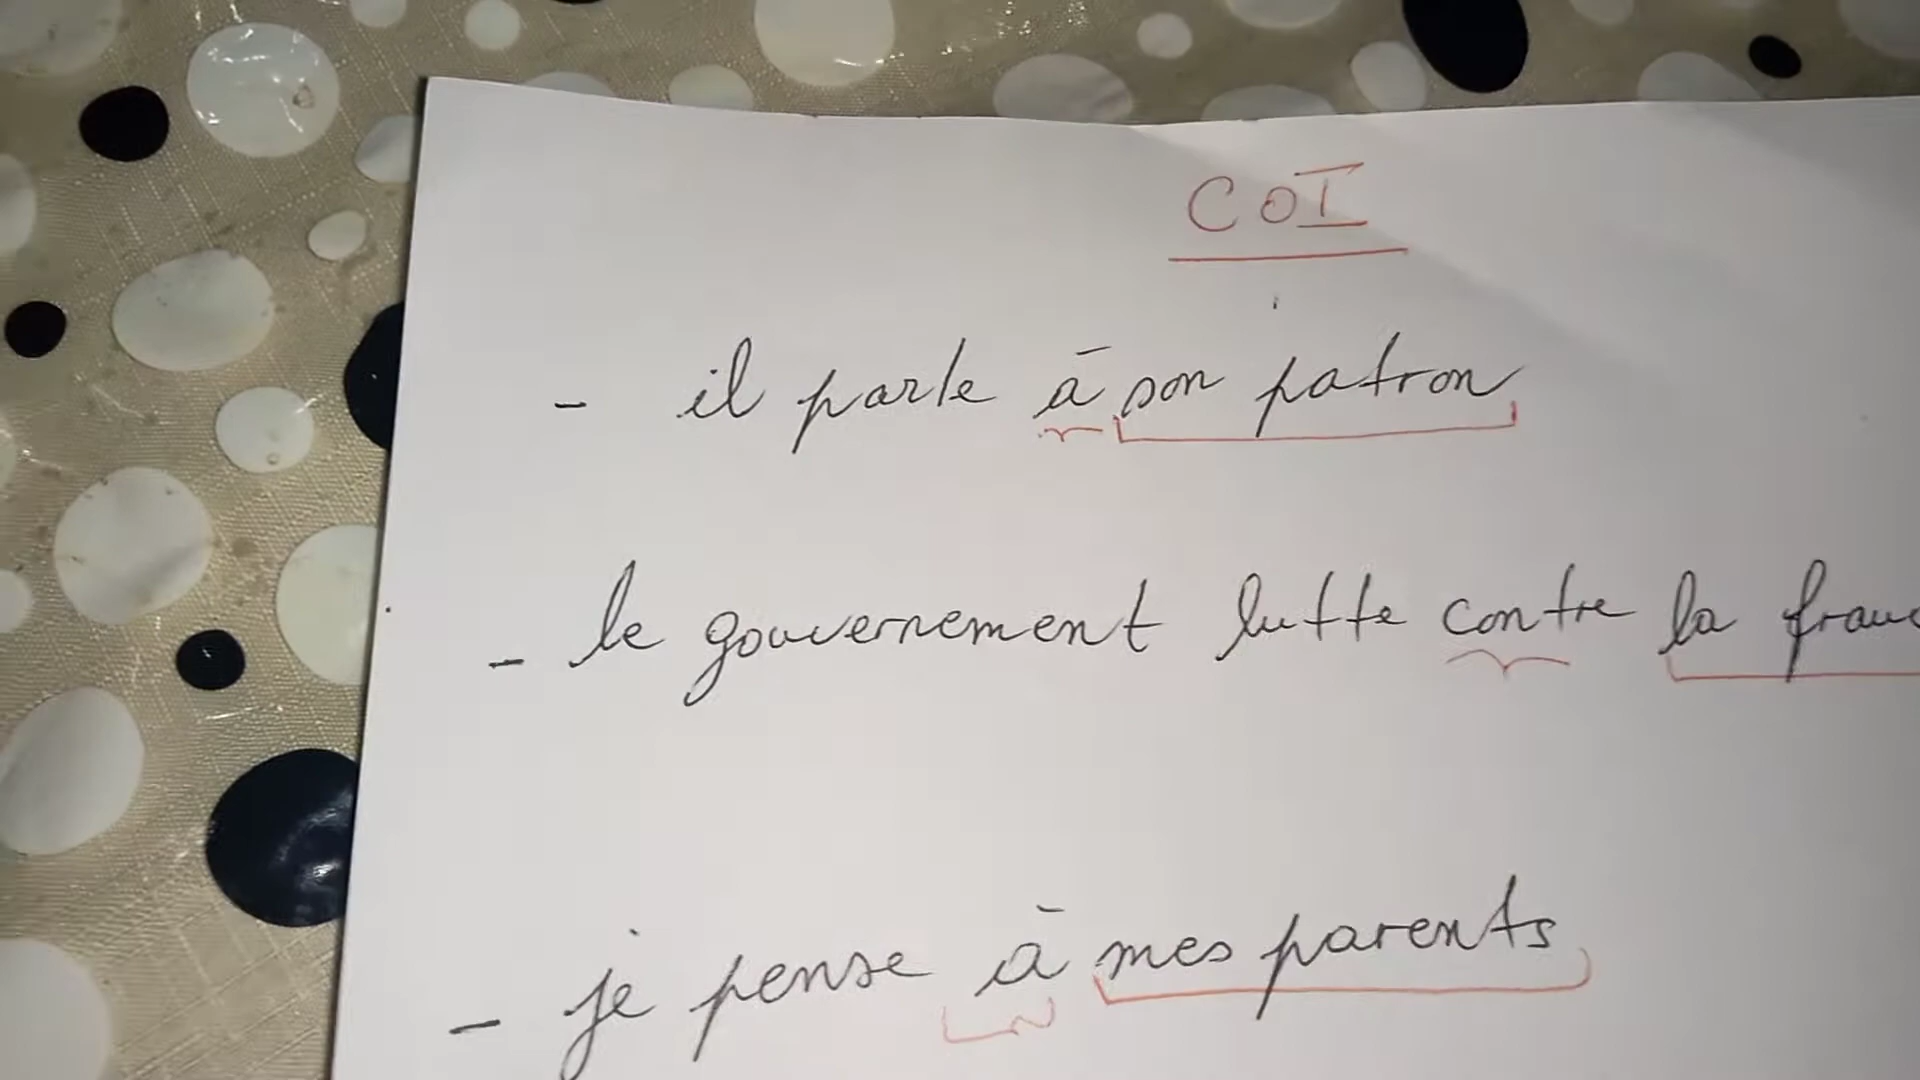 COI
- il parle à son patron
- le gouvernement lutte contre la
- je pense à mes parents